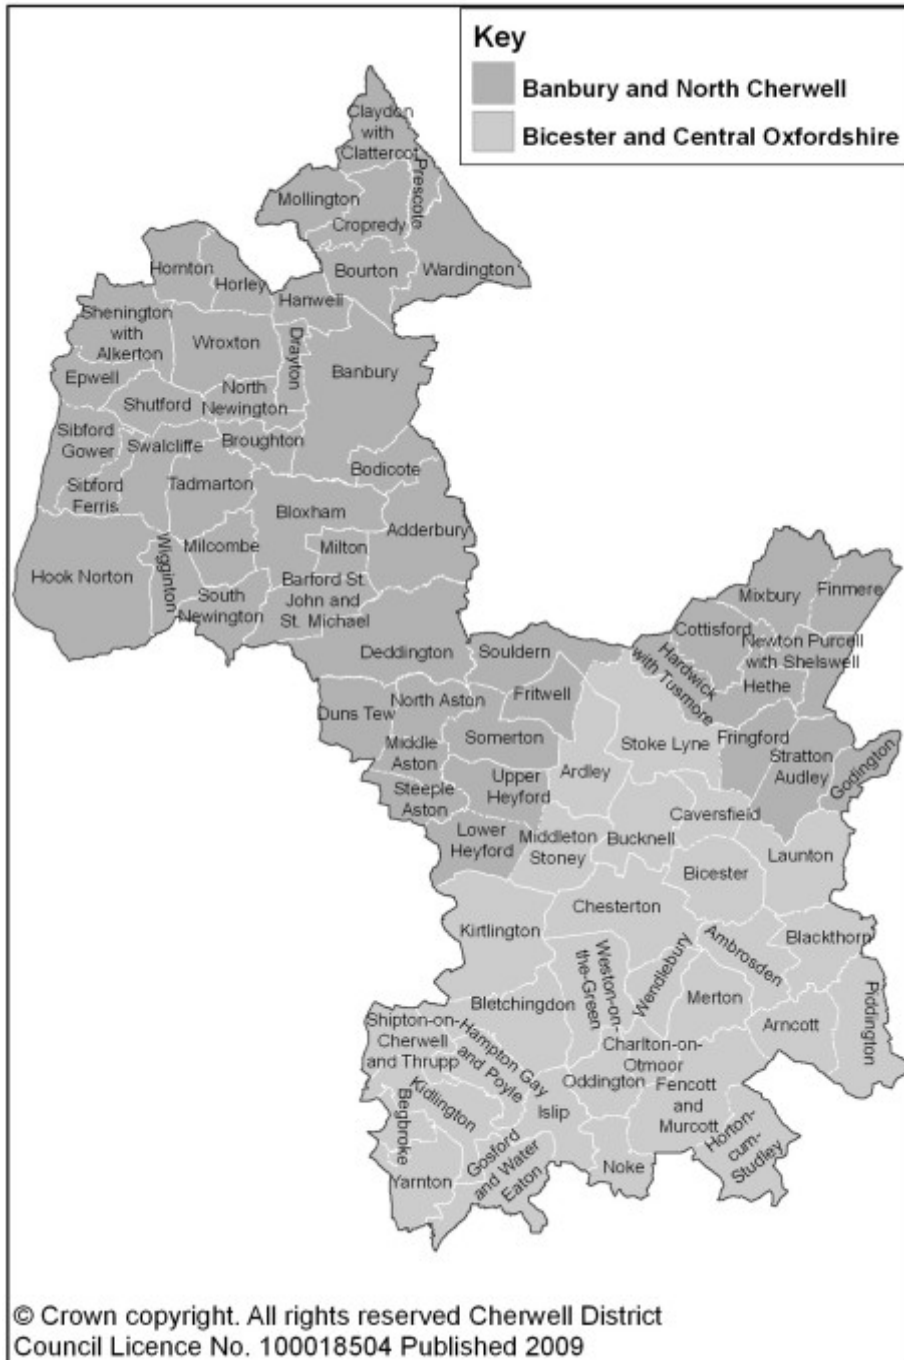 Key
Banbury and North Cherwell
Bicester and Central Oxfordshire
Claydon
with
Clattercot
Prescote
Mollington
Cropredy
Bourton
Wardington
Hornton
Horley
Hanwell
Shenington
with
Alkerton
Wroxton
Drayton
Banbury
Epwell
Shutford
North
Newington
Sibford
Gower
Swalcliffe
Broughton
Bodicote
Sibford
Ferris
Tadmarton
Bloxham
Adderbury
Hook Norton
Wigginton
Milcombe
Milton
South
Newington
Barford St.
John and
St. Michael
Deddington
Mixbury
Finmere
Cottisford
Newton Purcell
with Shelswell
Hardwick
with Tusmore
Hethe
Souldern
Fritwell
Duns Tew
North Aston
Middle
Aston
Somerton
Stoke Lyne
Fringford
Stratton
Audley
Godington
Steeple
Aston
Upper
Heyford
Ardley
Caversfield
Lower
Heyford
Middleton
Stoney
Bucknell
Launton
Bicester
Chesterton
Kirtlington
Weston-on-
the-Green
Wendlebury
Ambrosden
Blackthorn
Piddington
Merton
Arncott
Bletchingdon
Shipton-on-
Cherwell
and Thrupp
Hampton Gay
and Poyle
Charlton-on-
Otmoor
Oddington
Fencott
and
Murcott
Kidlington
Begbroke
Islip
Horton-
cum-
Studley
Yarnton
Gosford
and Water
Eaton
Noke
© Crown copyright. All rights reserved Cherwell District
Council Licence No. 100018504 Published 2009